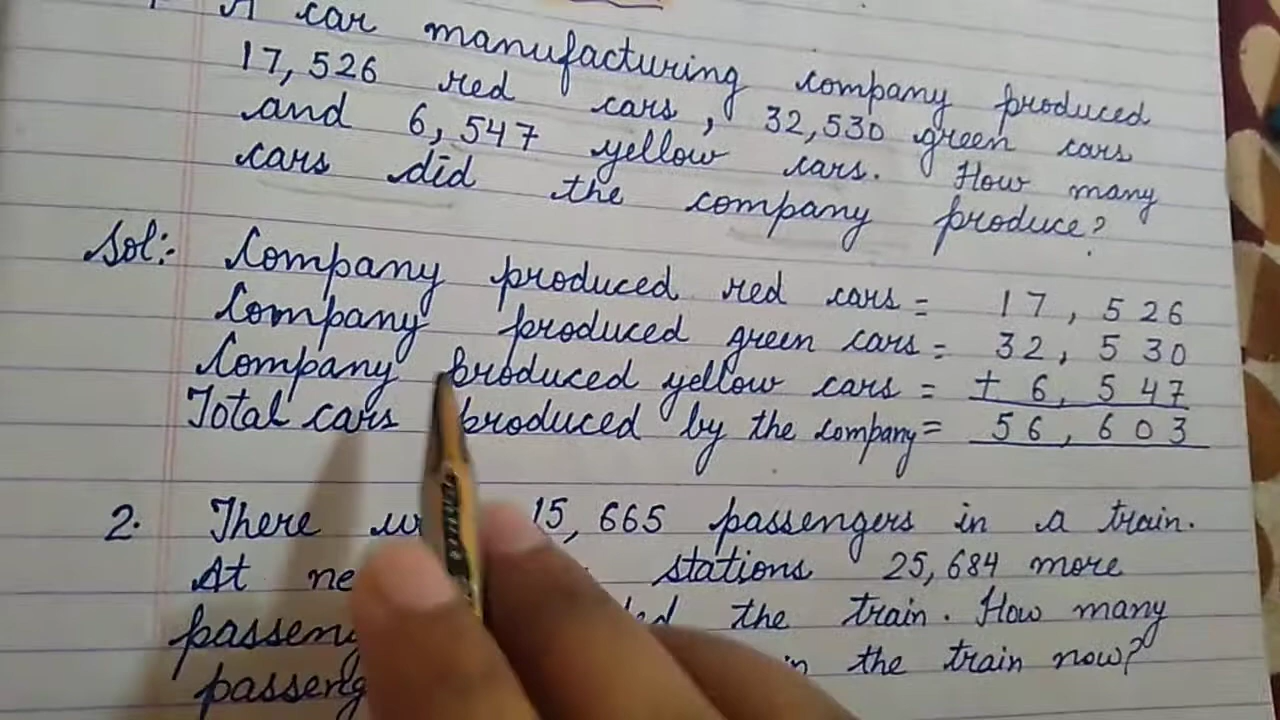 A car manufacturing company produced
17,526 red cars, 32,530 green cars
and 6,547 yellow cars. How many
cars did the company produce?
Sol:- Company produced red cars = 17,526
Company produced green cars = 32,530
Company produced yellow cars = + 6,547
Total cars produced by the company = 56,603
2. There 15,665 passengers in a train.
At stations 25,684 more
the train. How many
the train now?